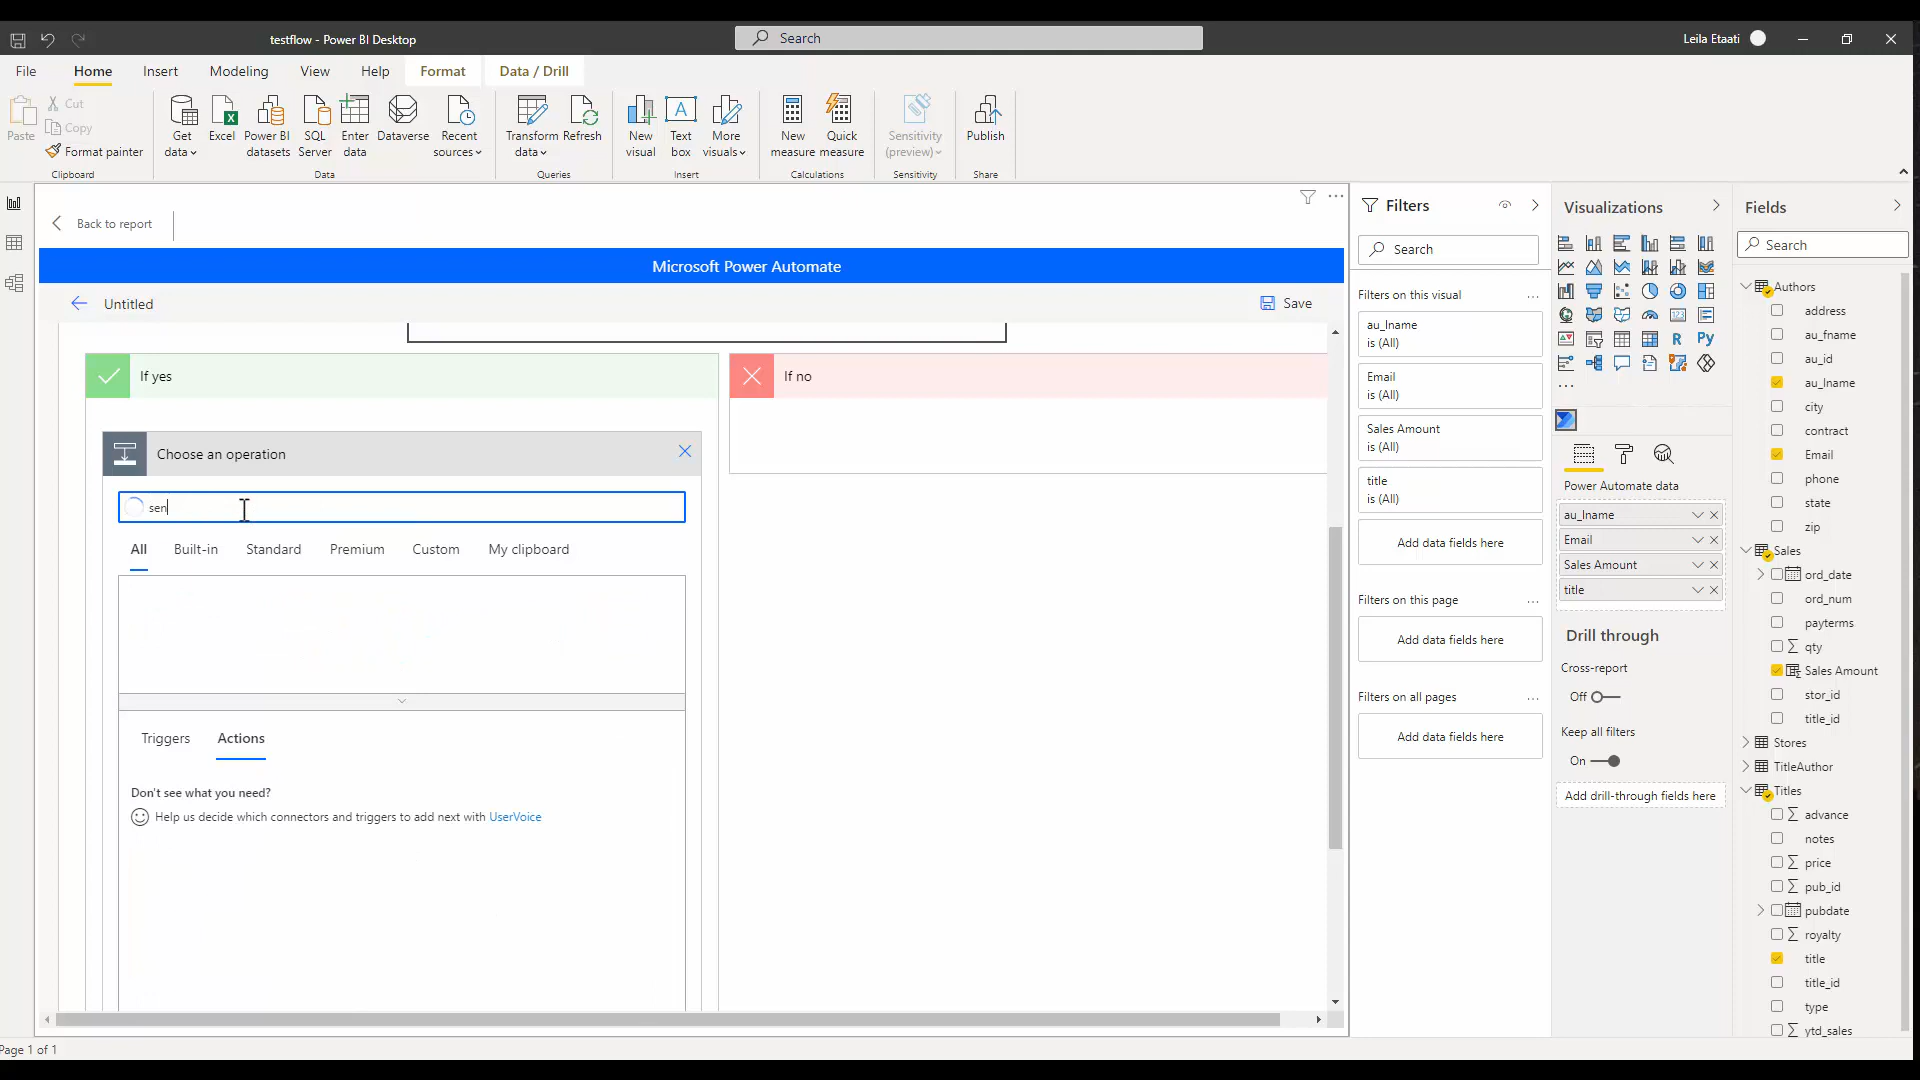 testflow - Power BI Desktop
Search
Leila Etaati
File
Home
Insert
Modeling
View
Help
Format
Data / Drill
Paste
Cut
Copy
Format painter
Clipboard
Get data
Excel
Power BI datasets
SQL Server
Enter data
Dataverse
Recent sources
Data
Transform data
Refresh
Queries
New visual
Text box
More visuals
Insert
New measure
Quick measure
Calculations
Sensitivity (preview)
Sensitivity
Publish
Share
Back to report
Microsoft Power Automate
Untitled
Save
If yes
If no
Choose an operation
sen
All
Built-in
Standard
Premium
Custom
My clipboard
Triggers
Actions
Don't see what you need?
Help us decide which connectors and triggers to add next with UserVoice
Filters
Search
Filters on this visual
au_lname
is (All)
Email
is (All)
Sales Amount
is (All)
title
is (All)
Add data fields here
Filters on this page
Add data fields here
Filters on all pages
Add data fields here
Visualizations
R
Py
Power Automate data
au_lname
Email
Sales Amount
title
Drill through
Cross-report
Off
Keep all filters
On
Add drill-through fields here
Fields
Search
Authors
address
au_fname
au_id
au_lname
city
contract
Email
phone
state
zip
Sales
ord_date
ord_num
payterms
qty
Sales Amount
stor_id
title_id
Stores
TitleAuthor
Titles
advance
notes
price
pub_id
pubdate
royalty
title
title_id
type
ytd_sales
Page 1 of 1